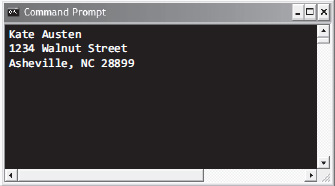 Command Prompt
Kate Austen
1234 Walnut Street
Asheville, NC 28899